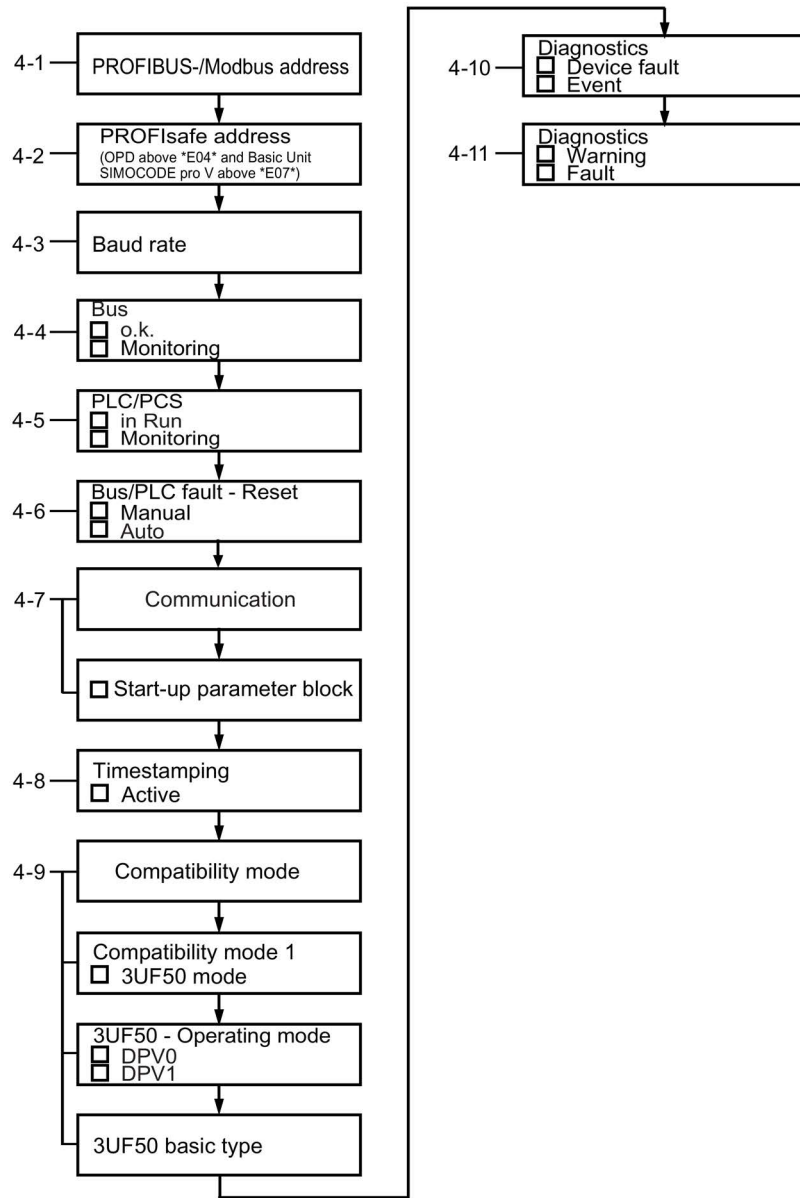 4-1
PROFIBUS-/Modbus address
4-2
PROFIsafe address
(OPD above *E04* and Basic Unit
SIMOCODE pro V above *E07*)
4-3
Baud rate
4-4
Bus
o.k.
Monitoring
4-5
PLC/PCS
in Run
Monitoring
4-6
Bus/PLC fault - Reset
Manual
Auto
4-7
Communication
Start-up parameter block
4-8
Timestamping
Active
4-9
Compatibility mode
Compatibility mode 1
3UF50 mode
3UF50 - Operating mode
DPV0
DPV1
3UF50 basic type
4-10
Diagnostics
Device fault
Event
4-11
Diagnostics
Warning
Fault